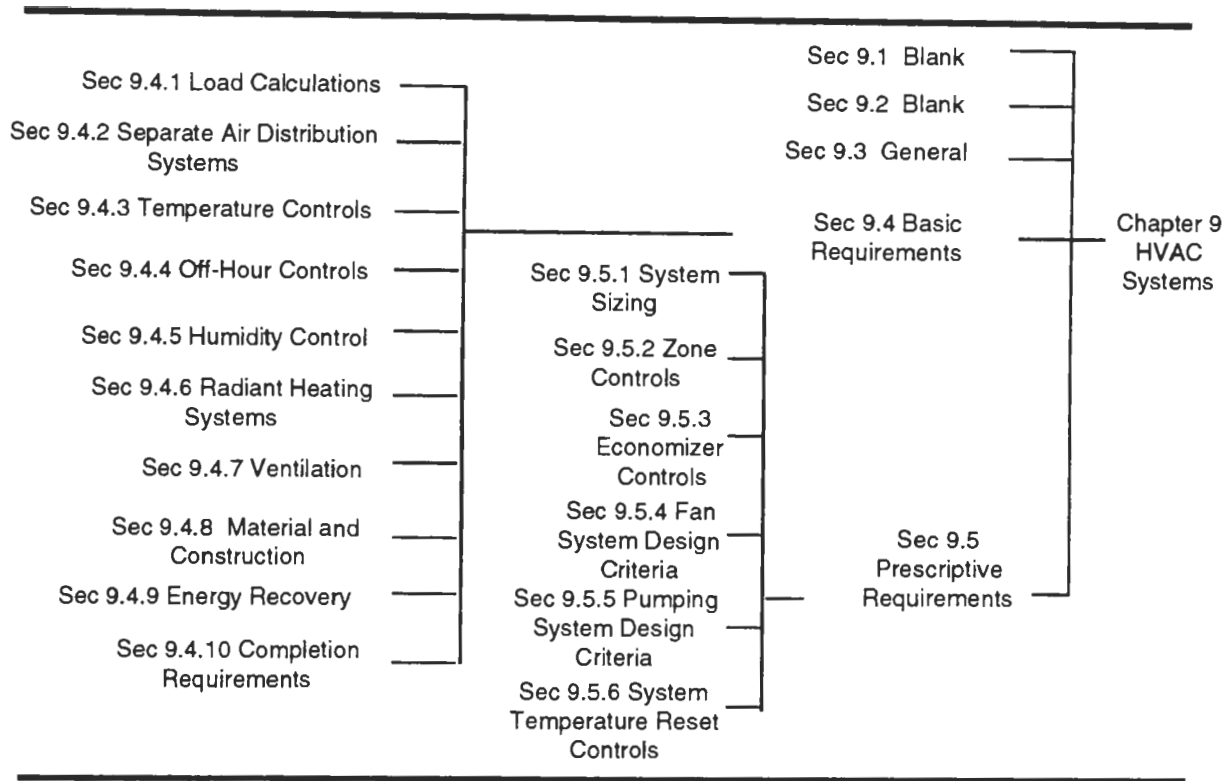 Sec 9.4.1 Load Calculations
Sec 9.4.2 Separate Air Distribution
Systems
Sec 9.4.3 Temperature Controls
Sec 9.4.4 Off-Hour Controls
Sec 9.4.5 Humidity Control
Sec 9.4.6 Radiant Heating
Systems
Sec 9.4.7 Ventilation
Sec 9.4.8 Material and
Construction
Sec 9.4.9 Energy Recovery
Sec 9.4.10 Completion
Requirements
Sec 9.5.1 System
Sizing
Sec 9.5.2 Zone
Controls
Sec 9.5.3
Economizer
Controls
Sec 9.5.4 Fan
System Design
Criteria
Sec 9.5.5 Pumping
System Design
Criteria
Sec 9.5.6 System
Temperature Reset
Controls
Sec 9.1 Blank
Sec 9.2 Blank
Sec 9.3 General
Sec 9.4 Basic
Requirements
Sec 9.5
Prescriptive
Requirements
Chapter 9
HVAC
Systems